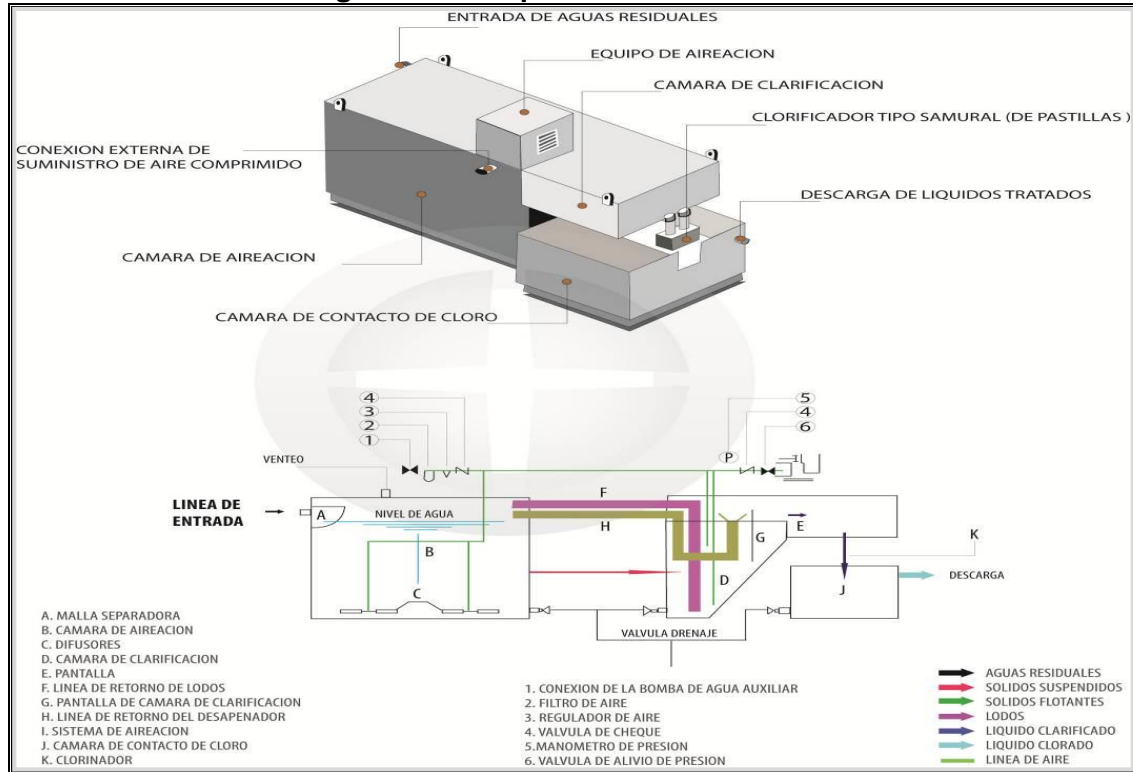 ENTRADA DE AGUAS RESIDUALES
EQUIPO DE AIREACION
CAMARA DE CLARIFICACION
CLORIFICADOR TIPO SAMURAL (DE PASTILLAS )
CONEXION EXTERNA DE
SUMINISTRO DE AIRE COMPRIMIDO
DESCARGA DE LIQUIDOS TRATADOS
CAMARA DE AIREACION
CAMARA DE CONTACTO DE CLORO
4
3
2
1
5
4
6
P
VENTEO
LINEA DE
ENTRADA
A
NIVEL DE AGUA
B
C
F
H
G
D
E
K
J
DESCARGA
VALVULA DRENAJE
A. MALLA SEPARADORA
B. CAMARA DE AIREACION
C. DIFUSORES
D. CAMARA DE CLARIFICACION
E. PANTALLA
F. LINEA DE RETORNO DE LODOS
G. PANTALLA DE CAMARA DE CLARIFICACION
H. LINEA DE RETORNO DEL DESAPENADOR
I. SISTEMA DE AIREACION
J. CAMARA DE CONTACTO DE CLORO
K. CLORINADOR
1. CONEXION DE LA BOMBA DE AGUA AUXILIAR
2. FILTRO DE AIRE
3. REGULADOR DE AIRE
4. VALVULA DE CHEQUE
5.MANOMETRO DE PRESION
6. VALVULA DE ALIVIO DE PRESION
AGUAS RESIDUALES
SOLIDOS SUSPENDIDOS
SOLIDOS FLOTANTES
LODOS
LIQUIDO CLARIFICADO
LIQUIDO CLORADO
LINEA DE AIRE